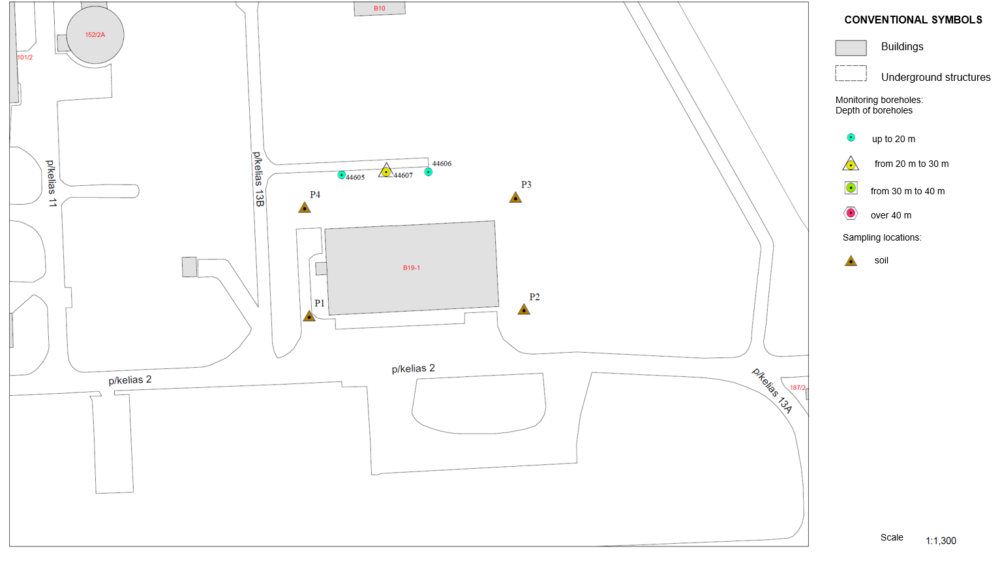 B10
152/2A
101/2
p/kelias 11
p/kelias 13B
44606
44605
44607
P3
P4
B19-1
P2
P1
p/kelias 2
p/kelias 2
p/kelias 13A
187/2
CONVENTIONAL SYMBOLS
Buildings
Underground structures
Monitoring boreholes:
Depth of boreholes
up to 20 m
from 20 m to 30 m
from 30 m to 40 m
over 40 m
Sampling locations:
soil
Scale 1:1,300